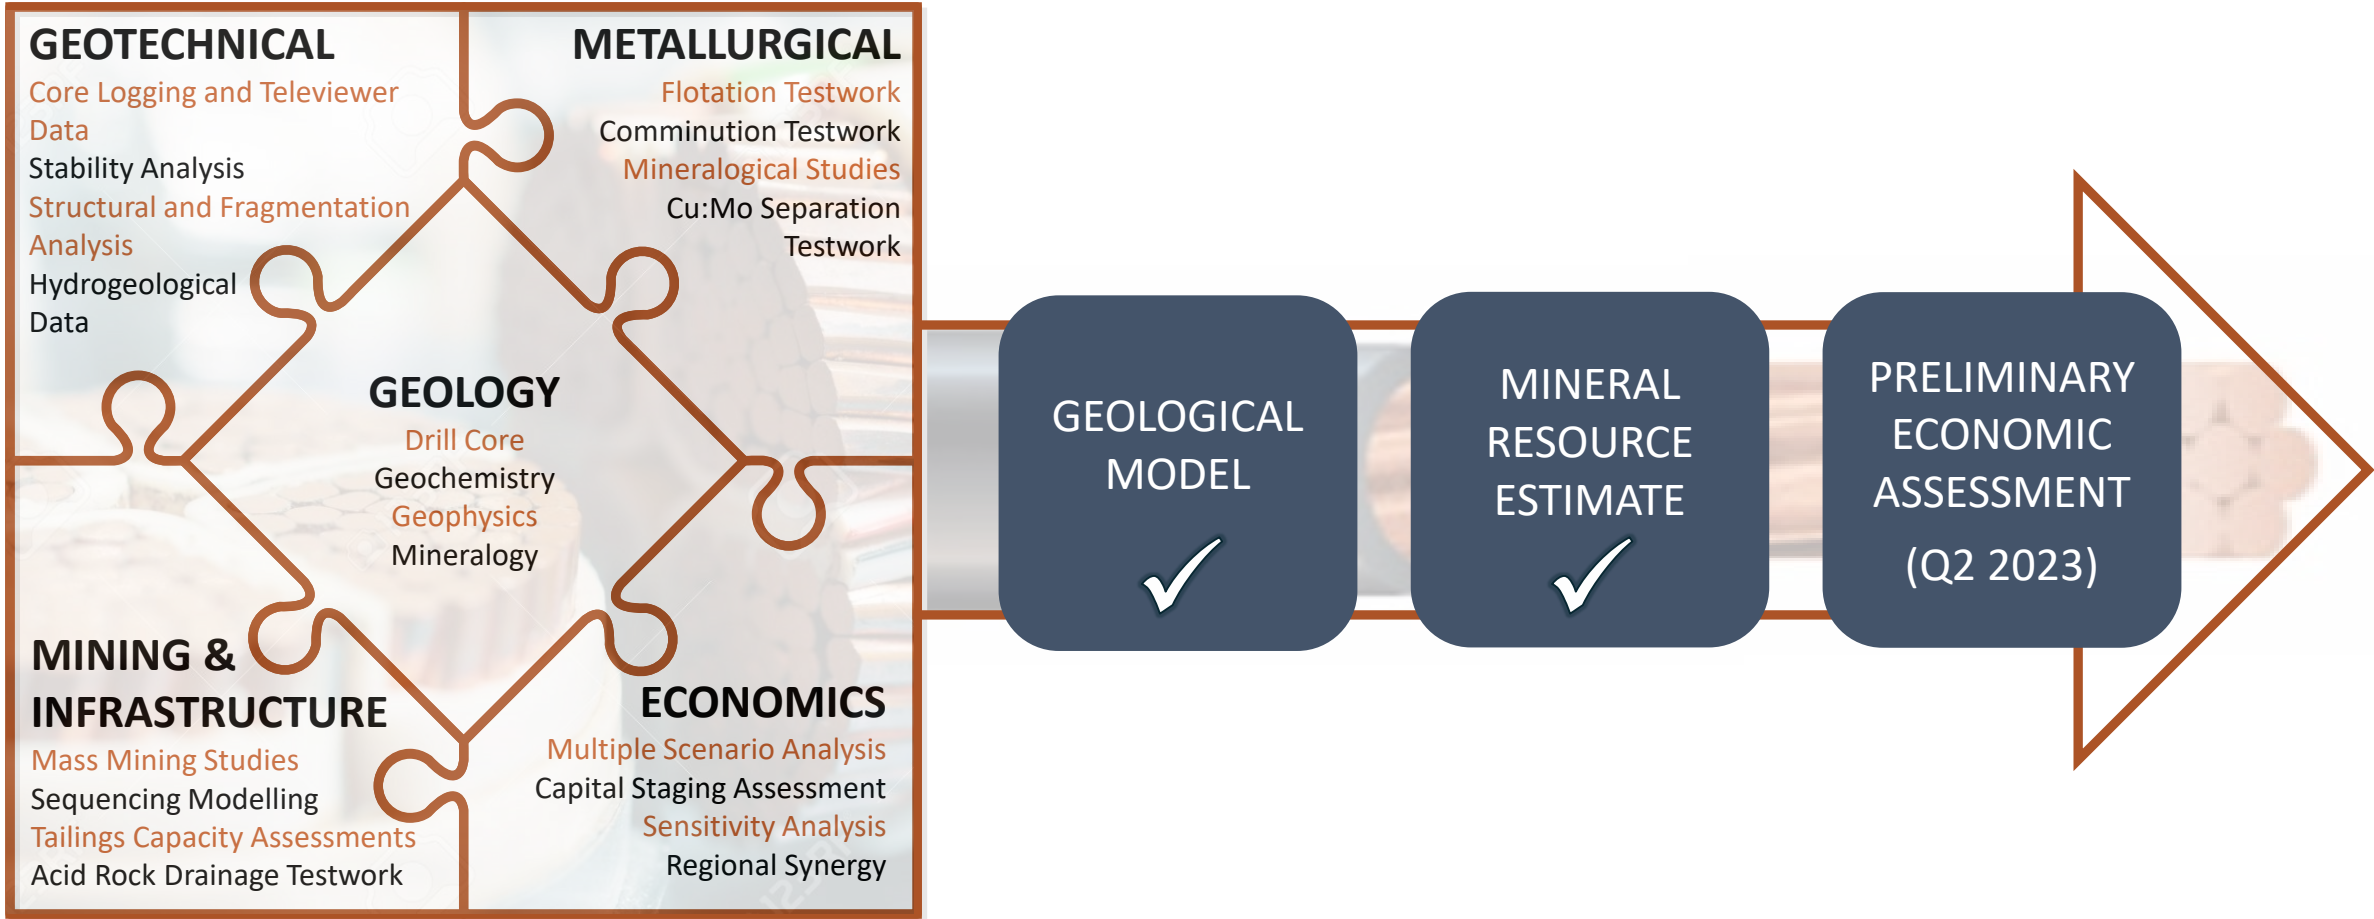 GEOTECHNICAL
Core Logging and Televiewer
Data
Stability Analysis
Structural and Fragmentation
Analysis
Hydrogeological
Data
METALLURGICAL
Flotation Testwork
Comminution Testwork
Mineralogical Studies
Cu:Mo Separation
Testwork
GEOLOGY
Drill Core
Geochemistry
Geophysics
Mineralogy
MINING &
INFRASTRUCTURE
Mass Mining Studies
Sequencing Modelling
Tailings Capacity Assessments
Acid Rock Drainage Testwork
ECONOMICS
Multiple Scenario Analysis
Capital Staging Assessment
Sensitivity Analysis
Regional Synergy
GEOLOGICAL
MODEL
MINERAL
RESOURCE
ESTIMATE
PRELIMINARY
ECONOMIC
ASSESSMENT
(Q2 2023)